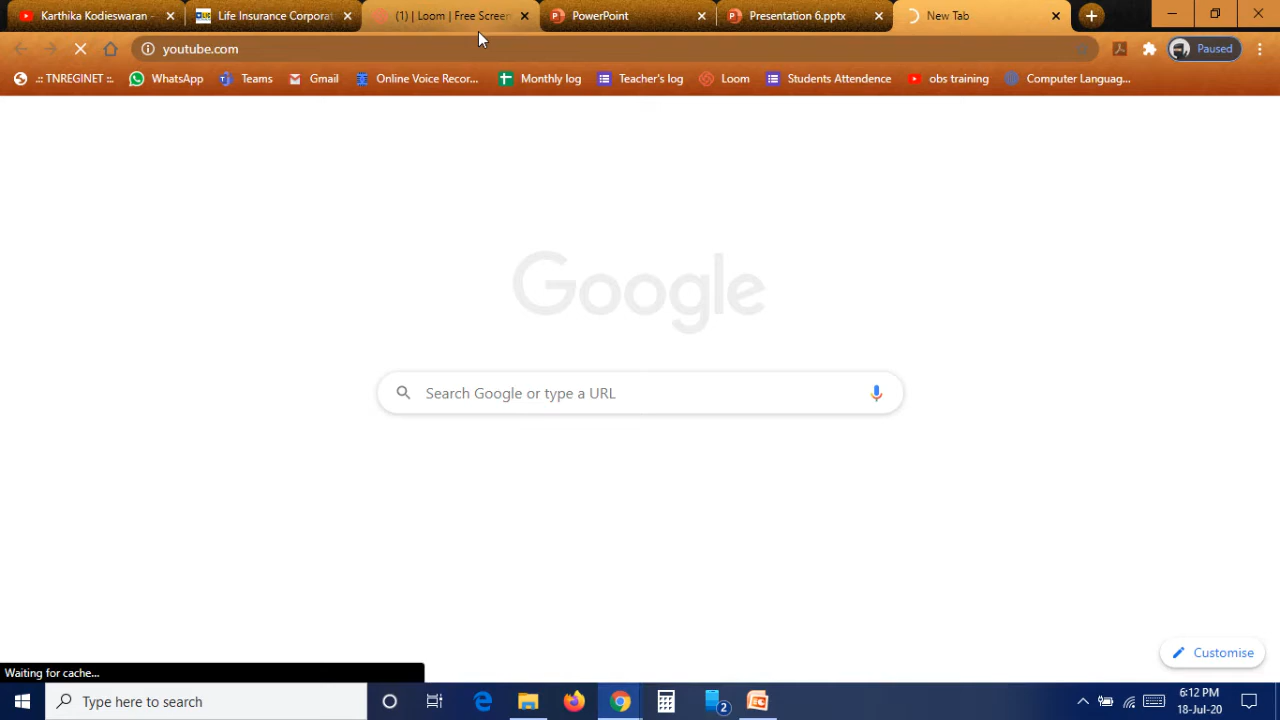 Karthika Kodieswaran -
Life Insurance Corporat
(1) | Loom | Free Screen
PowerPoint
Presentation 6.pptx
New Tab
youtube.com
Paused
.:: TNREGINET ::.
WhatsApp
Teams
Gmail
Online Voice Recor...
Monthly log
Teacher's log
Loom
Students Attendence
obs training
Computer Languag...
Google
Search Google or type a URL
Customise
Waiting for cache...
Type here to search
2
6:12 PM
18-Jul-20